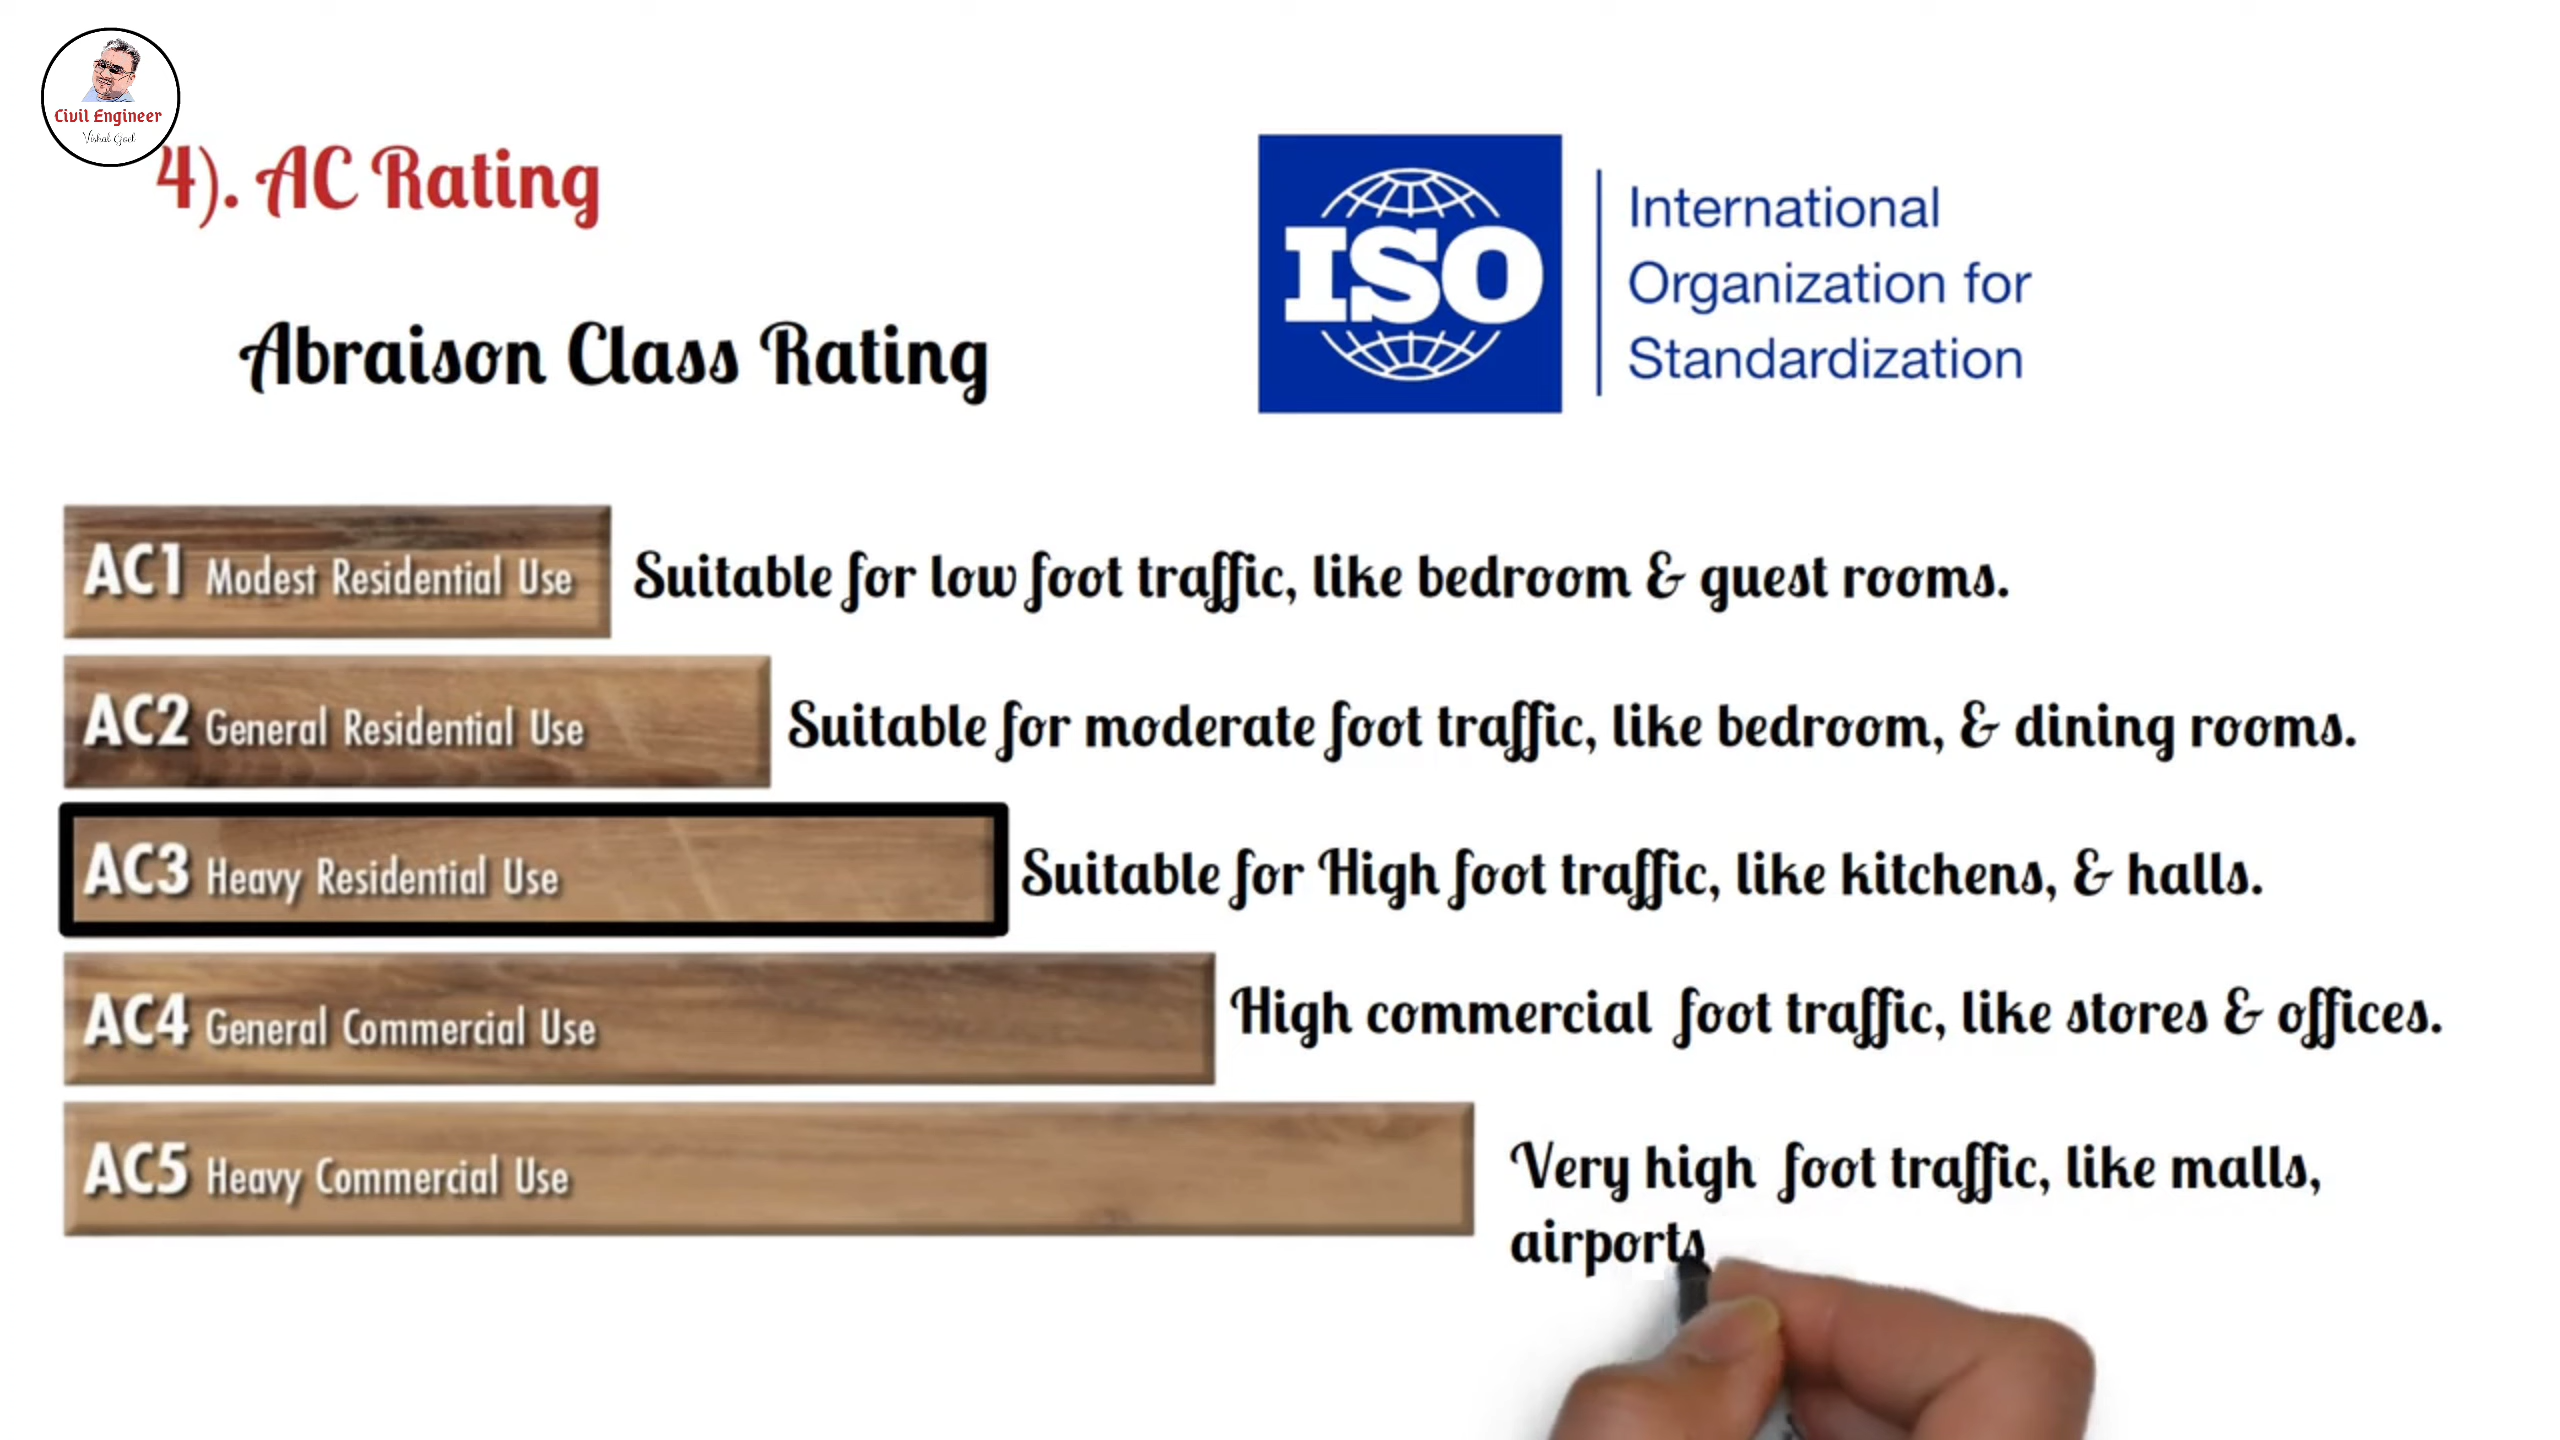 Civil Engineer
Vishal Goel
4). AC Rating
ISO
International
Organization for
Standardization
Abraison Class Rating
AC1 Modest Residential Use
Suitable for low foot traffic, like bedroom & guest rooms.
AC2 General Residential Use
Suitable for moderate foot traffic, like bedroom, & dining rooms.
AC3 Heavy Residential Use
Suitable for High foot traffic, like kitchens, & halls.
AC4 General Commercial Use
High commercial foot traffic, like stores & offices.
AC5 Heavy Commercial Use
Very high foot traffic, like malls,
airports